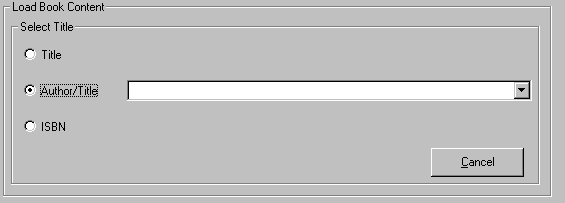 Load Book Content
Select Title
Title
Author/Title
ISBN
Cancel